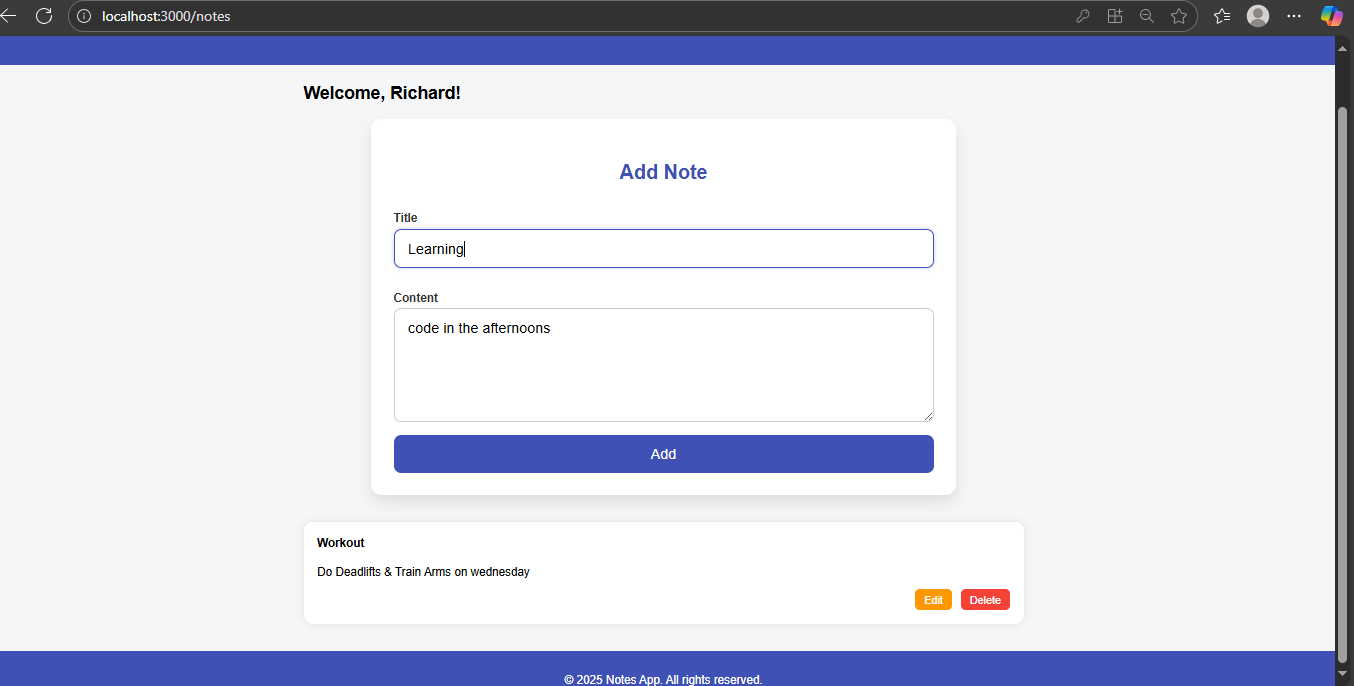 localhost:3000/notes
Welcome, Richard!
Add Note
Title
Learning
Content
code in the afternoons
Add
Workout
Do Deadlifts & Train Arms on wednesday
Edit Delete
© 2025 Notes App. All rights reserved.